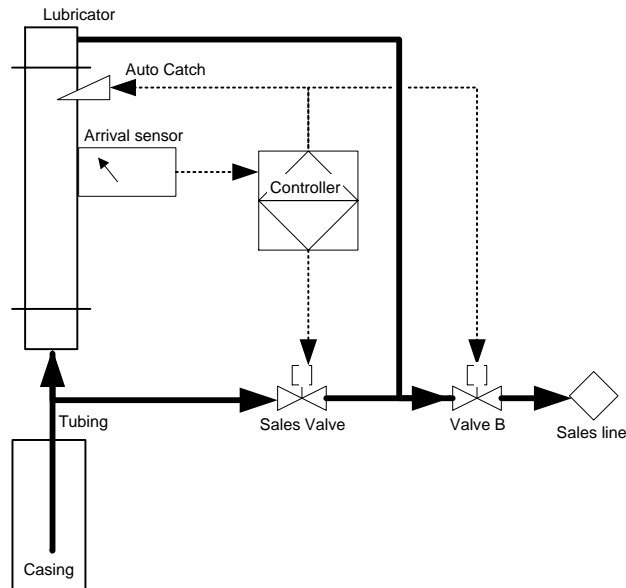 Lubricator
Auto Catch
Arrival sensor
Controller
Tubing
Sales Valve
Valve B
Sales line
Casing